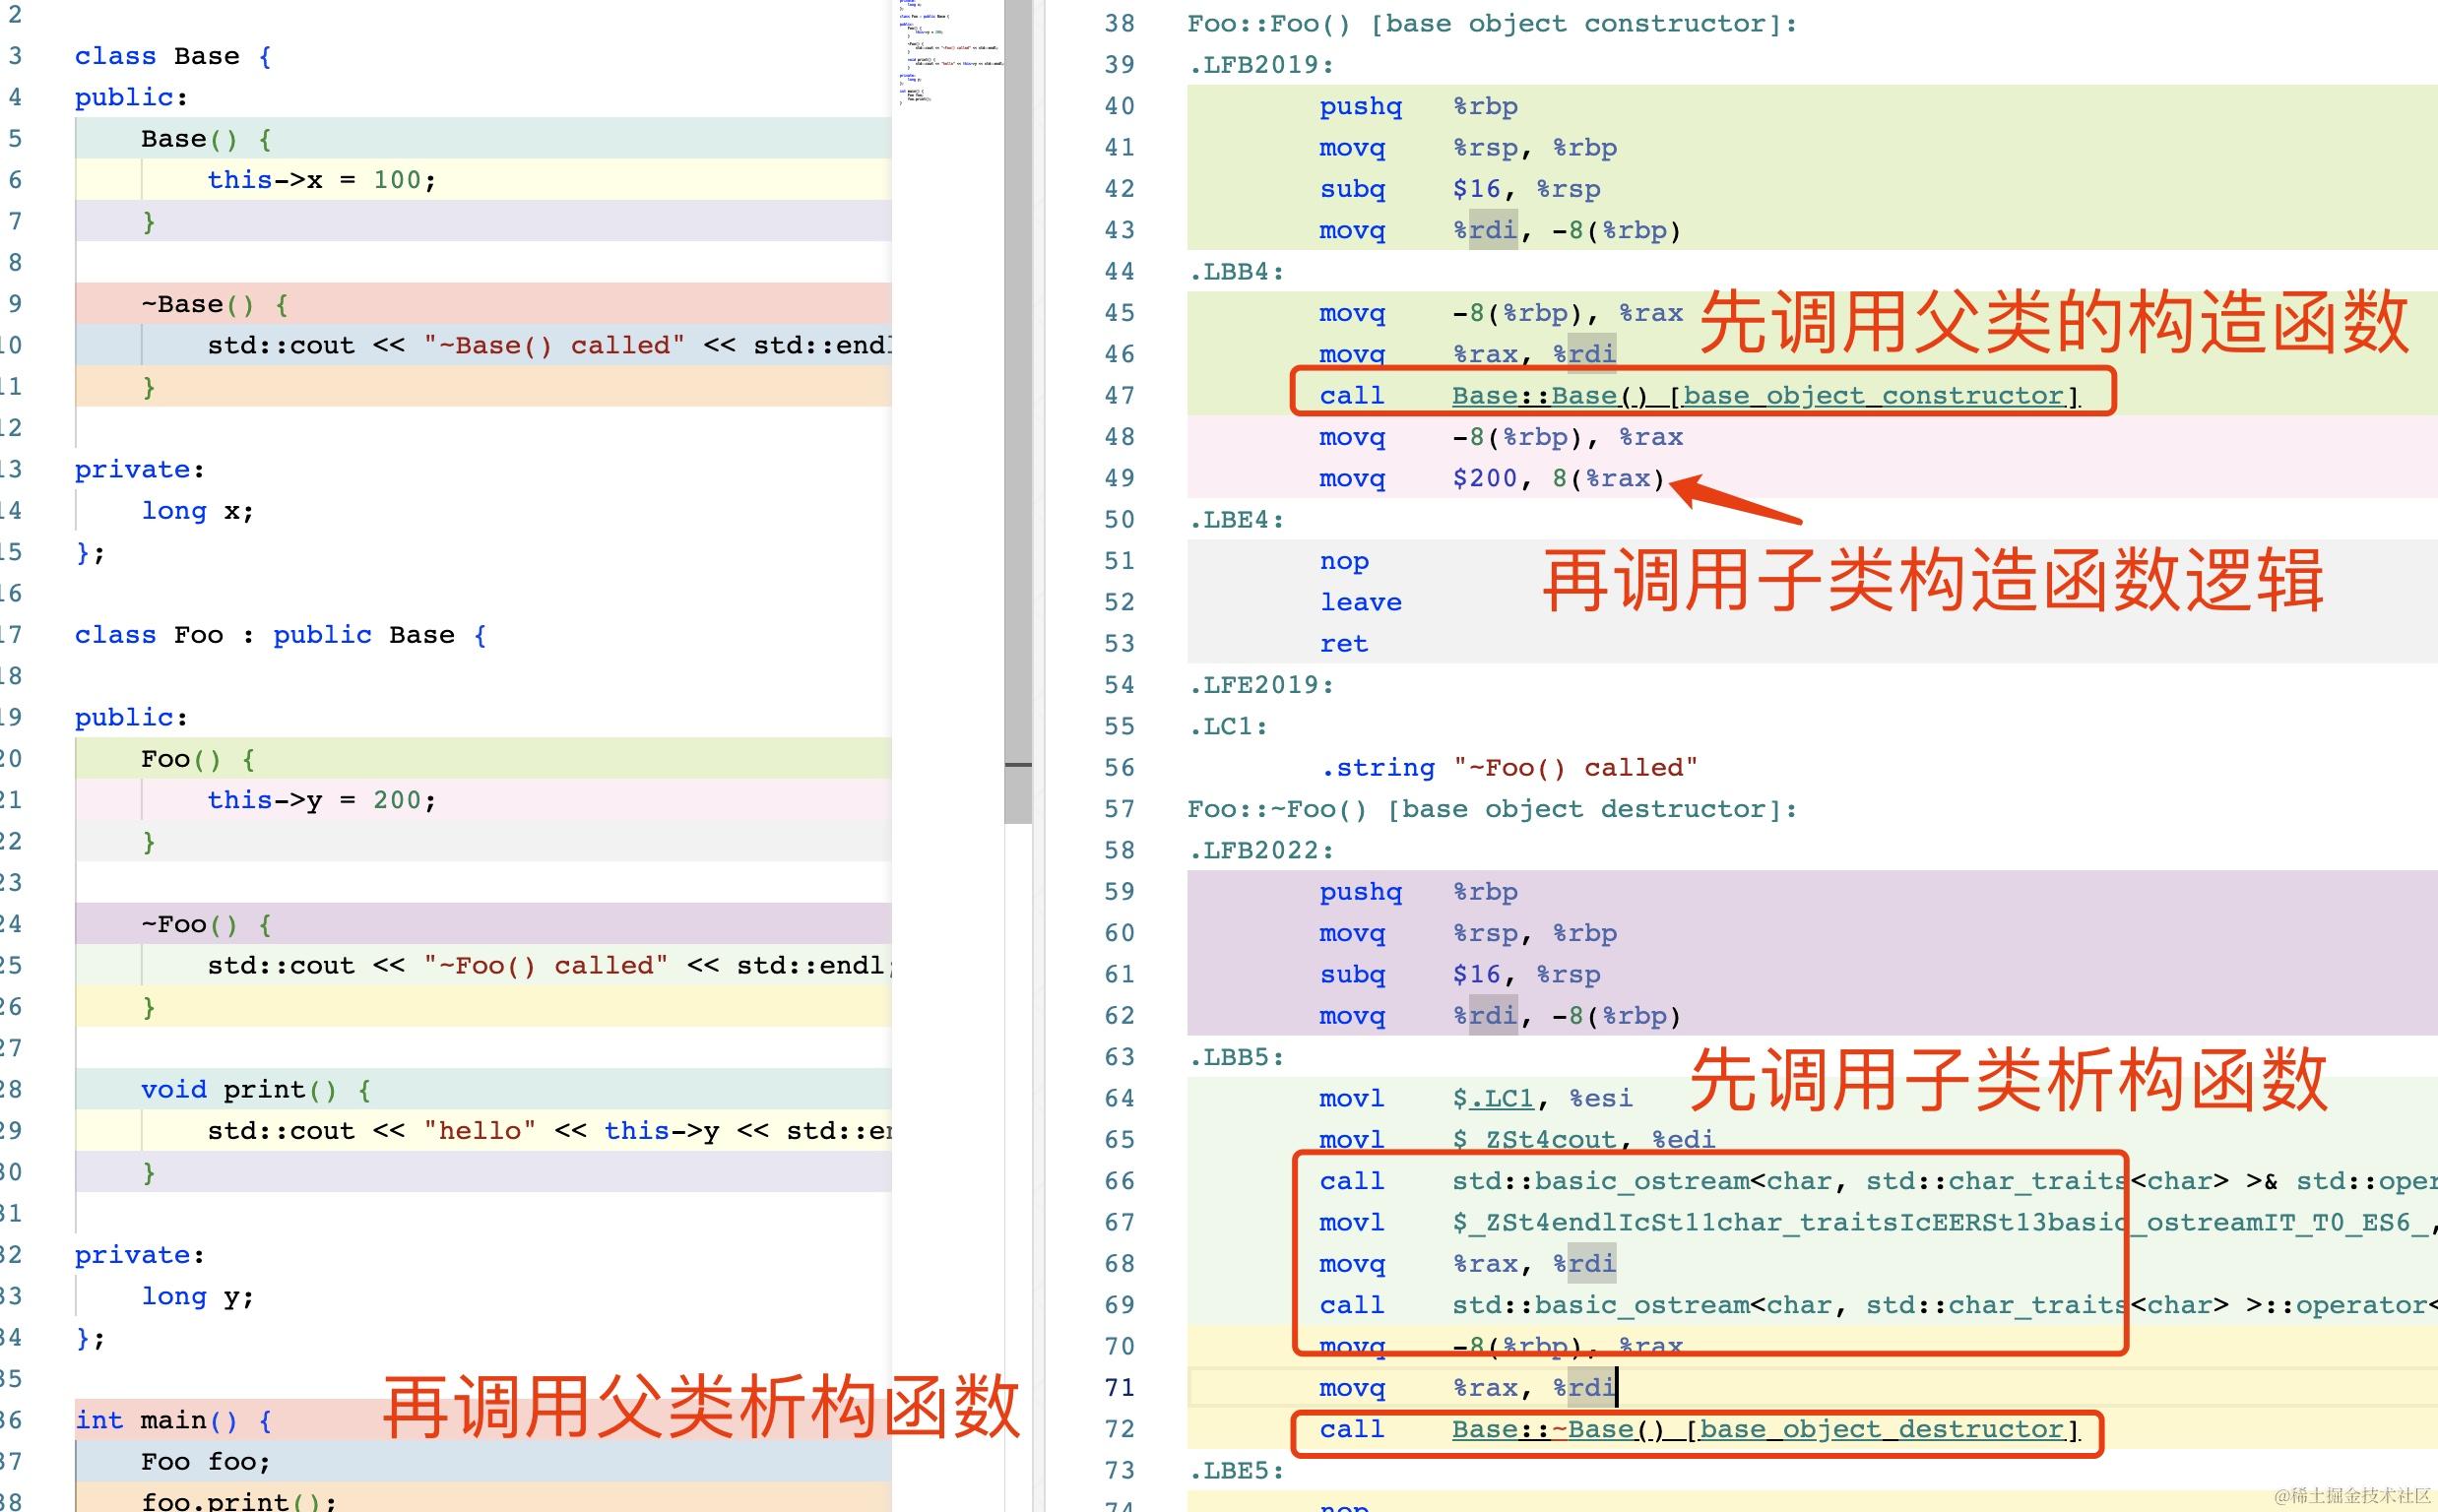 2
3 class Base {
4 public:
5 Base() {
6 this->x = 100;
7 }
8
9 ~Base() {
10 std::cout << "~Base() called" << std::endl
11 }
12
13 private:
14 long x;
15 };
16
17 class Foo : public Base {
18
19 public:
20 Foo() {
21 this->y = 200;
22 }
23
24 ~Foo() {
25 std::cout << "~Foo() called" << std::endl;
26 }
27
28 void print() {
29 std::cout << "hello" << this->y << std::en
30 }
31
32 private:
33 long y;
34 };
35
再调用父类析构函数
36 int main() {
37 Foo foo;
38 foo.print();
38 Foo::Foo() [base object constructor]:
39 .LFB2019:
40 pushq %rbp
41 movq %rsp, %rbp
42 subq $16, %rsp
43 movq %rdi, -8(%rbp)
44 .LBB4:
45 movq -8(%rbp), %rax
先调用父类的构造函数
46 movq %rax, %rdi
47 call Base::Base() [base object constructor]
48 movq -8(%rbp), %rax
49 movq $200, 8(%rax)
50 .LBE4:
51 nop
再调用子类构造函数逻辑
52 leave
53 ret
54 .LFE2019:
55 .LC1:
56 .string "~Foo() called"
57 Foo::~Foo() [base object destructor]:
58 .LFB2022:
59 pushq %rbp
60 movq %rsp, %rbp
61 subq $16, %rsp
62 movq %rdi, -8(%rbp)
63 .LBB5:
先调用子类析构函数
64 movl $.LC1, %esi
65 movl $_ZSt4cout, %edi
66 call std::basic_ostream<char, std::char_traits<char> >& std::oper
67 movl $_ZSt4endlIcSt11char_traitsIcEERSt13basic_ostreamIT_T0_ES6_,
68 movq %rax, %rdi
69 call std::basic_ostream<char, std::char_traits<char> >::operator<
70 movq -8(%rbp), %rax
71 movq %rax, %rdi
72 call Base::~Base() [base object destructor]
73 .LBE5:
74 nop
@稀土掘金技术社区